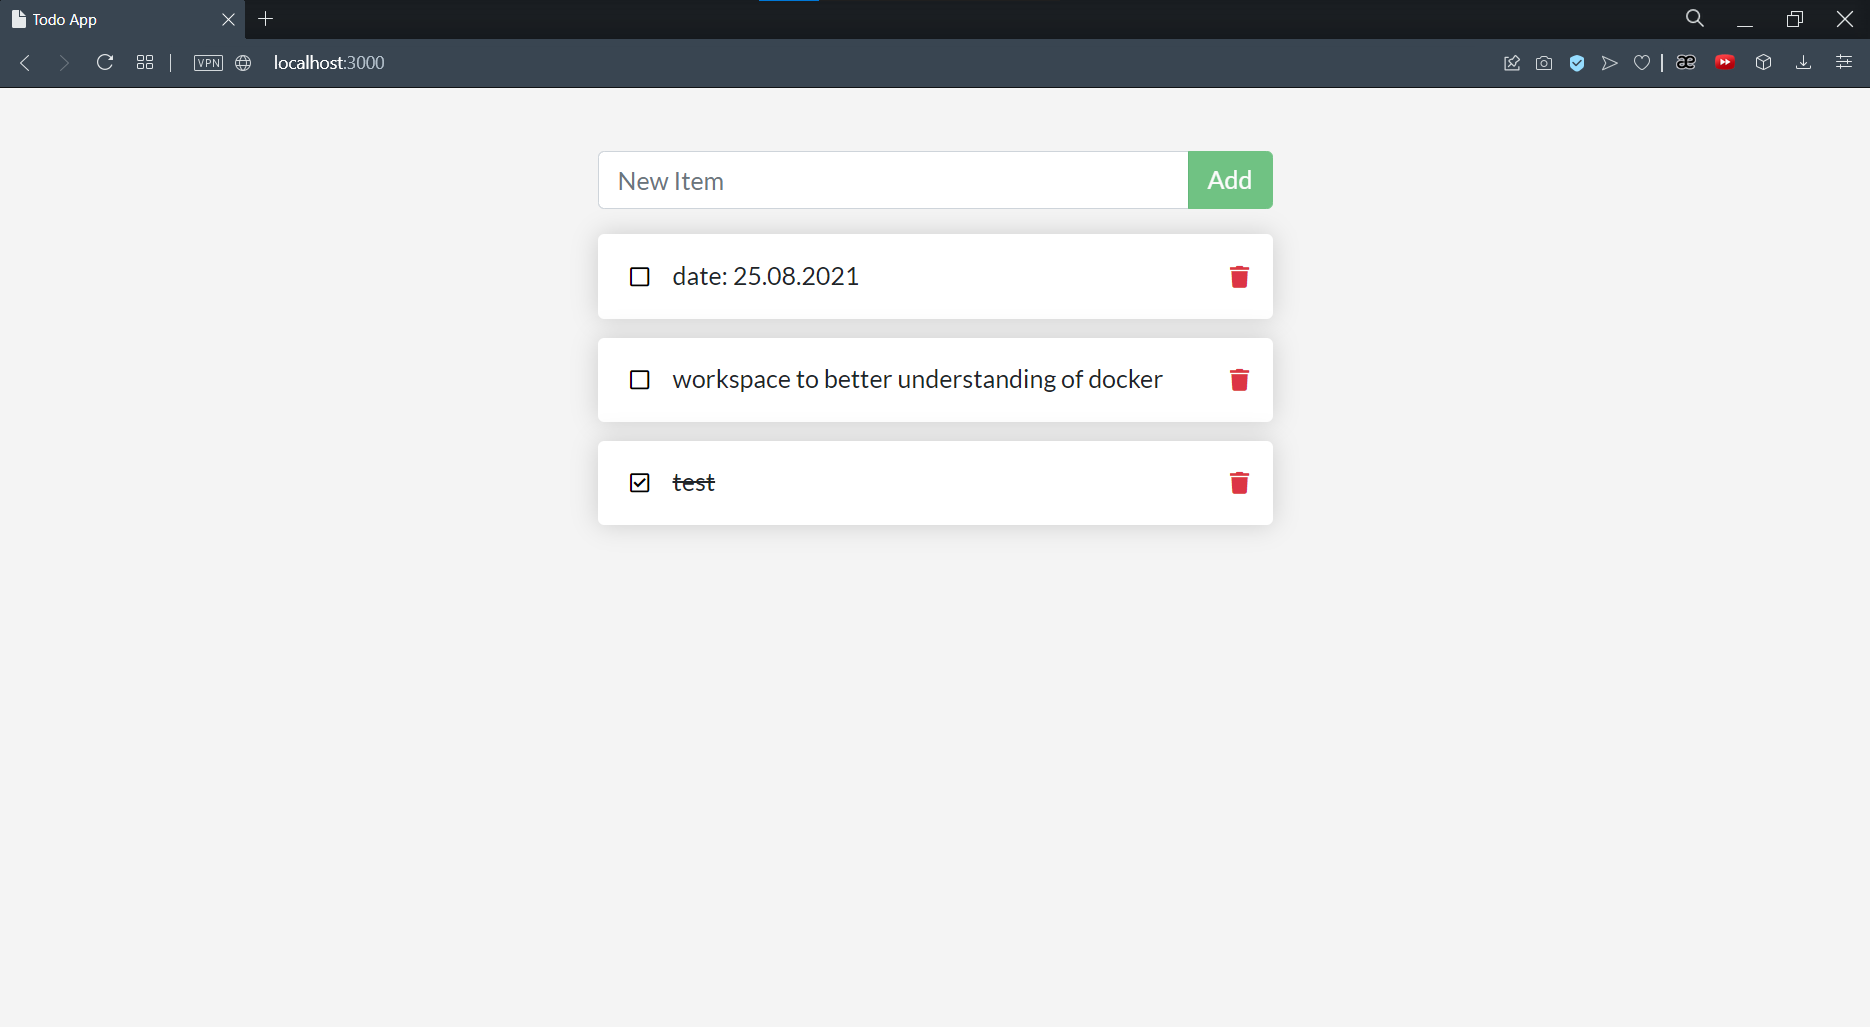 Todo App
VPN localhost:3000
æ
New Item Add
date: 25.08.2021
workspace to better understanding of docker
test